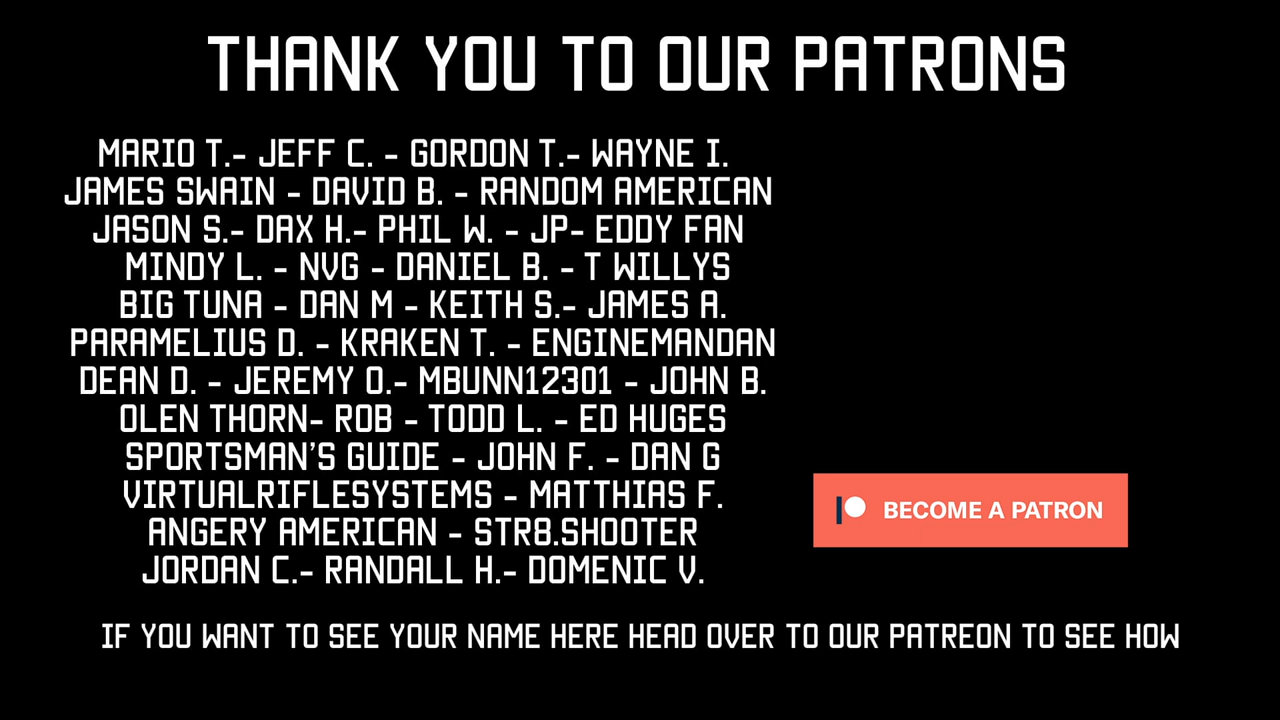 THANK YOU TO OUR PATRONS
MARIO T.- JEFF C. - GORDON T.- WAYNE I.
JAMES SWAIN - DAVID B. - RANDOM AMERICAN
JASON S.- DAX H.- PHIL W. - JP- EDDY FAN
MINDY L. - NVG - DANIEL B. - T WILLYS
BIG TUNA - DAN M - KEITH S.- JAMES A.
PARAMELIUS D. - KRAKEN T. - ENGINEMANDAN
DEAN D. - JEREMY O.- MBUNN12301 - JOHN B.
OLEN THORN- ROB - TODD L. - ED HUGES
SPORTSMAN'S GUIDE - JOHN F. - DAN G
VIRTUALRIFLESYSTEMS - MATTHIAS F.
ANGERY AMERICAN - STR8.SHOOTER
JORDAN C.- RANDALL H.- DOMENIC V.
BECOME A PATRON
IF YOU WANT TO SEE YOUR NAME HERE HEAD OVER TO OUR PATREON TO SEE HOW